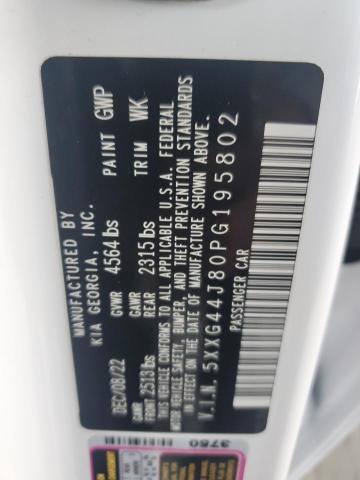 MANUFACTURED BY
KIA GEORGIA, INC.
DEC/08/22
GVWR
4564 lbs
PAINT GWP
GAWR
FRONT 2513 lbs
GAWR
REAR 2315 lbs
TRIM WK
THIS VEHICLE CONFORMS TO ALL APPLICABLE U.S.A. FEDERAL
MOTOR VEHICLE SAFETY, BUMPER, AND THEFT PREVENTION STANDARDS
IN EFFECT ON THE DATE OF MANUFACTURE SHOWN ABOVE.
V.I.N. 5XXG44J80PG195802
PASSENGER CAR
3750